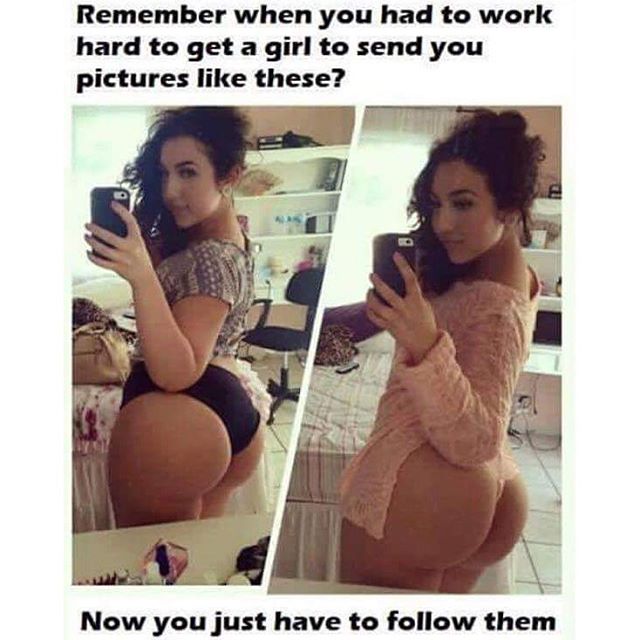 Remember when you had to work
hard to get a girl to send you
pictures like these?
Now you just have to follow them